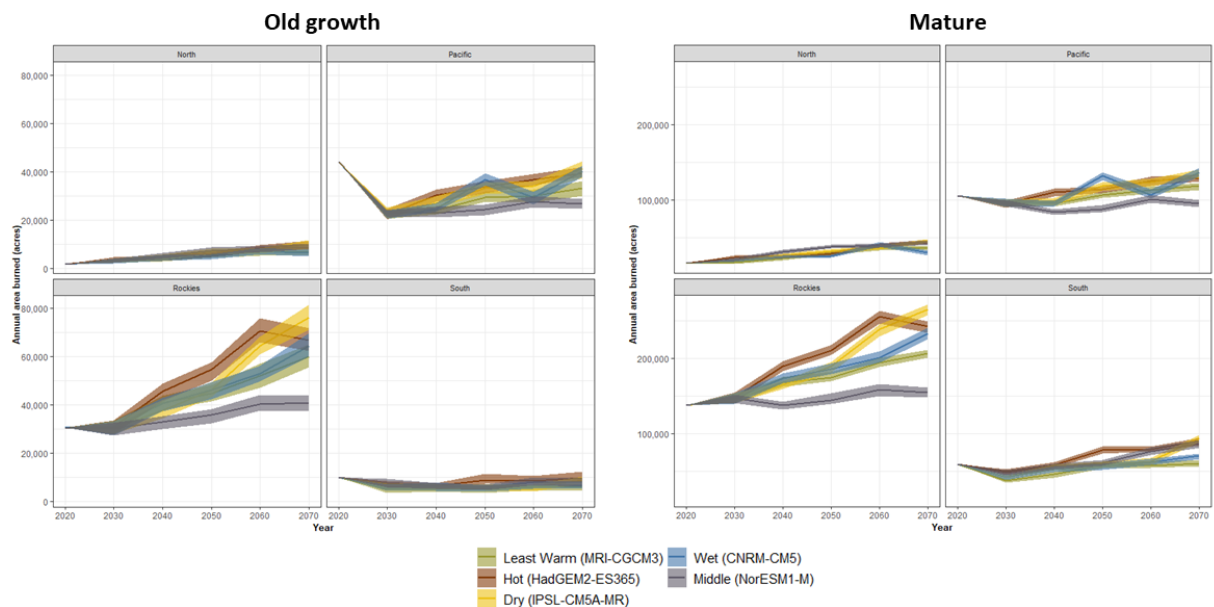 Old growth
Mature
North
Pacific
80,000
60,000
40,000
20,000
0
Annual area burned (acres)
Rockies
South
80,000
60,000
40,000
20,000
0
2020 2030 2040 2050 2060 2070 2020 2030 2040 2050 2060 2070
Year
North
Pacific
200,000
100,000
Annual area burned (acres)
Rockies
South
200,000
100,000
2020 2030 2040 2050 2060 2070 2020 2030 2040 2050 2060 2070
Year
Least Warm (MRI-CGCM3)
Hot (HadGEM2-ES365)
Dry (IPSL-CM5A-MR)
Wet (CNRM-CM5)
Middle (NorESM1-M)